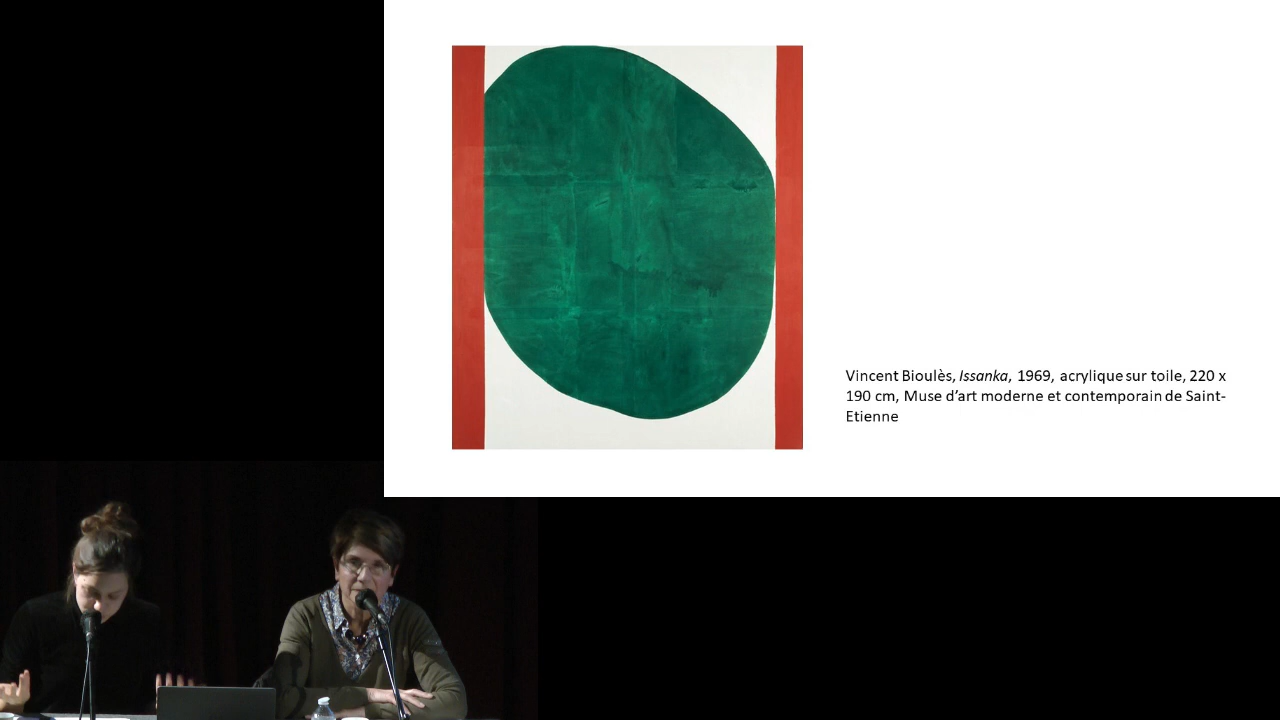 Vincent Bioulès, Issanka, 1969, acrylique sur toile, 220 x
190 cm, Muse d’art moderne et contemporain de Saint-
Etienne